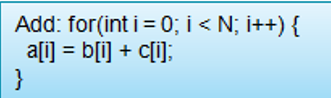 Add: for(int i = 0; i < N; i++) {
a[i] = b[i] + c[i];
}